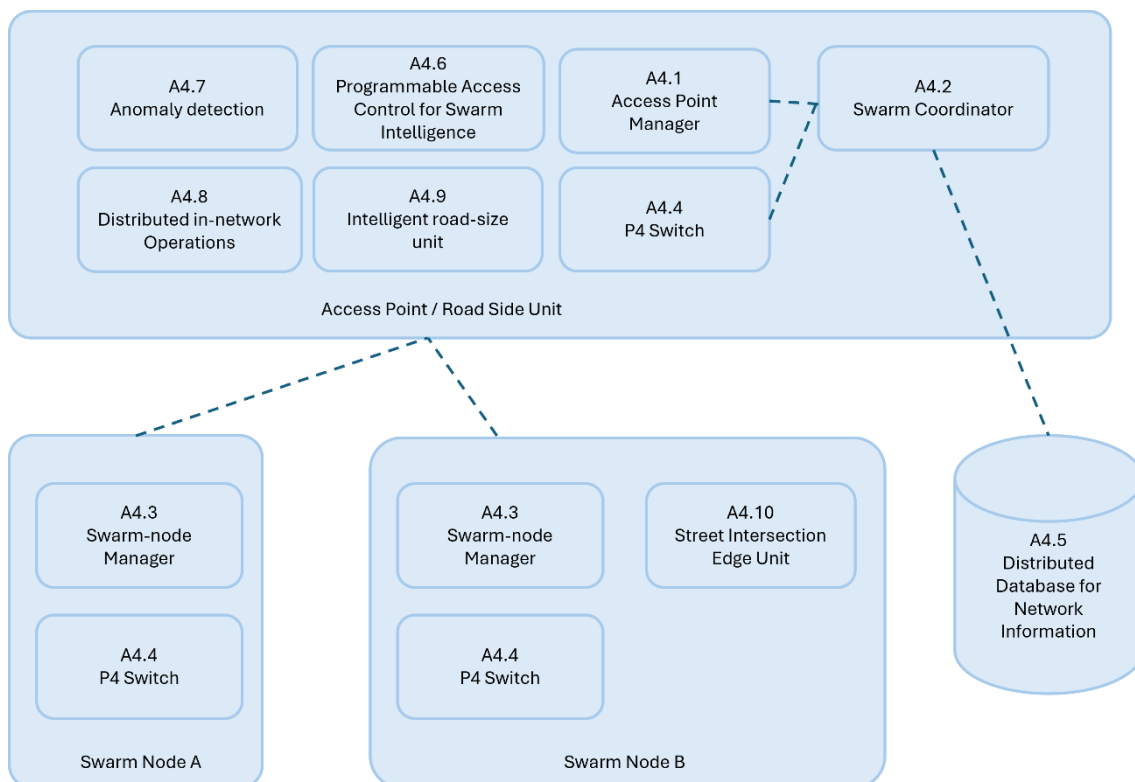 A4.7
Anomaly detection
A4.6
Programmable Access
Control for Swarm
Intelligence
A4.1
Access Point
Manager
A4.2
Swarm Coordinator
A4.8
Distributed in-network
Operations
A4.9
Intelligent road-size
unit
A4.4
P4 Switch
Access Point / Road Side Unit
A4.3
Swarm-node
Manager
A4.4
P4 Switch
Swarm Node A
A4.3
Swarm-node
Manager
A4.10
Street Intersection
Edge Unit
A4.4
P4 Switch
Swarm Node B
A4.5
Distributed
Database for
Network
Information